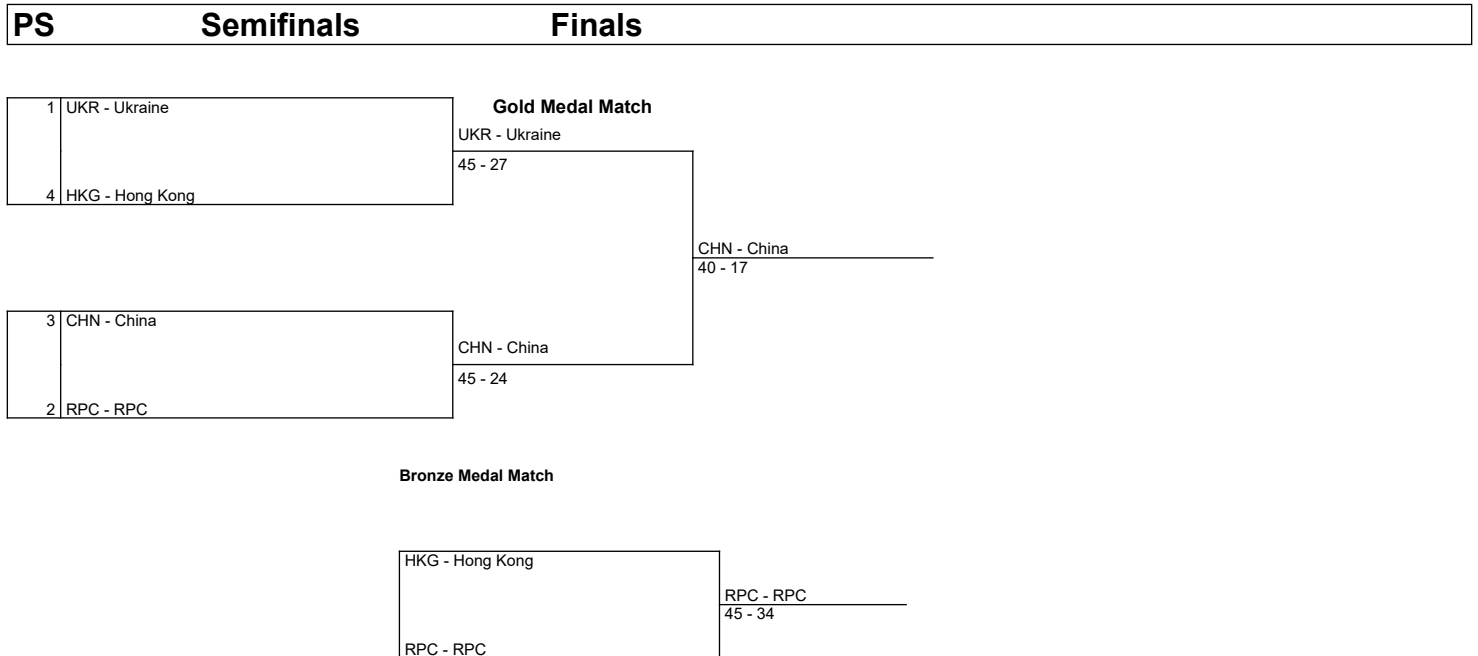 PS Semifinals Finals
1 UKR - Ukraine
Gold Medal Match
UKR - Ukraine
45 - 27
4 HKG - Hong Kong
CHN - China
40 - 17
3 CHN - China
CHN - China
45 - 24
2 RPC - RPC
Bronze Medal Match
HKG - Hong Kong
RPC - RPC
45 - 34
RPC - RPC